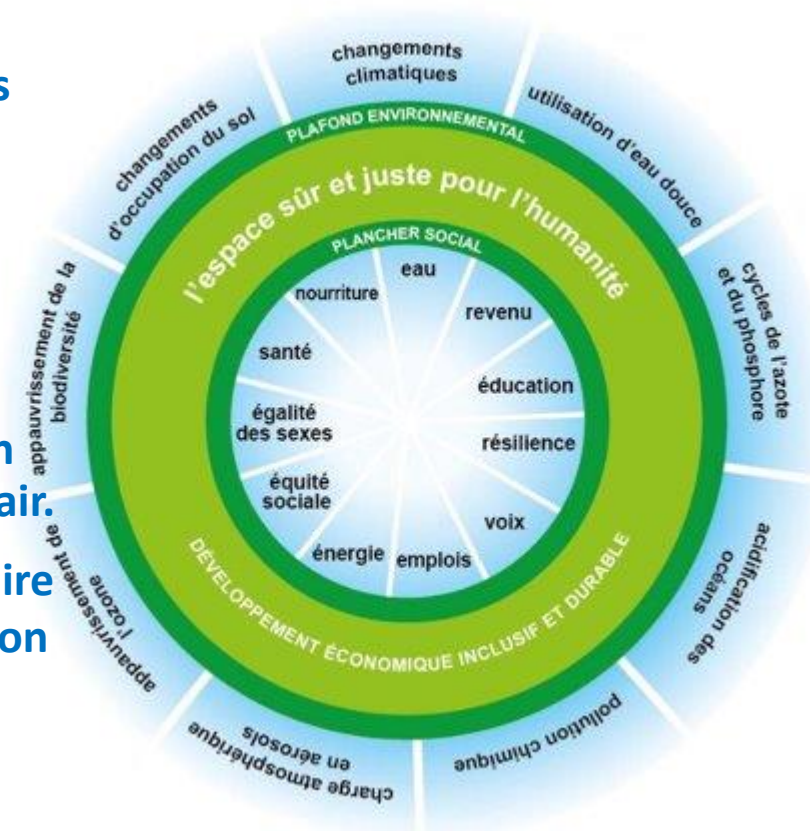 s
n
air.
ire
on
changements
climatiques
utilisation d'eau douce
cycles de l'azote
et du phosphore
acidification des
océans
pollution chimique
charge atmosphérique
en aérosols
appauvrissement de
l'ozone
appauvrissement de la
biodiversité
changements
d'occupation du sol
PLAFOND ENVIRONNEMENTAL
l'espace sûr et juste pour l'humanité
PLANCHER SOCIAL
eau
revenu
éducation
résilience
voix
emplois
énergie
équité
sociale
égalité
des sexes
santé
nourriture
DÉVELOPPEMENT ÉCONOMIQUE INCLUSIF ET DURABLE